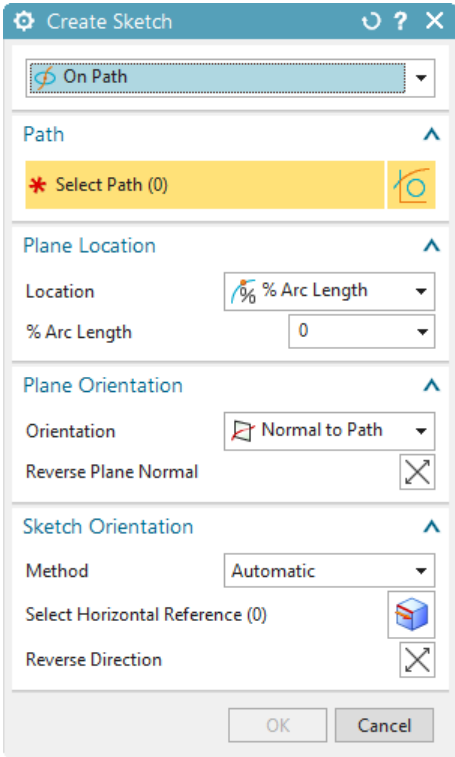 Create Sketch ?
On Path
Path
* Select Path (0)
Plane Location
Location % % Arc Length
% Arc Length 0
Plane Orientation
Orientation Normal to Path
Reverse Plane Normal
Sketch Orientation
Method Automatic
Select Horizontal Reference (0)
Reverse Direction
OK Cancel